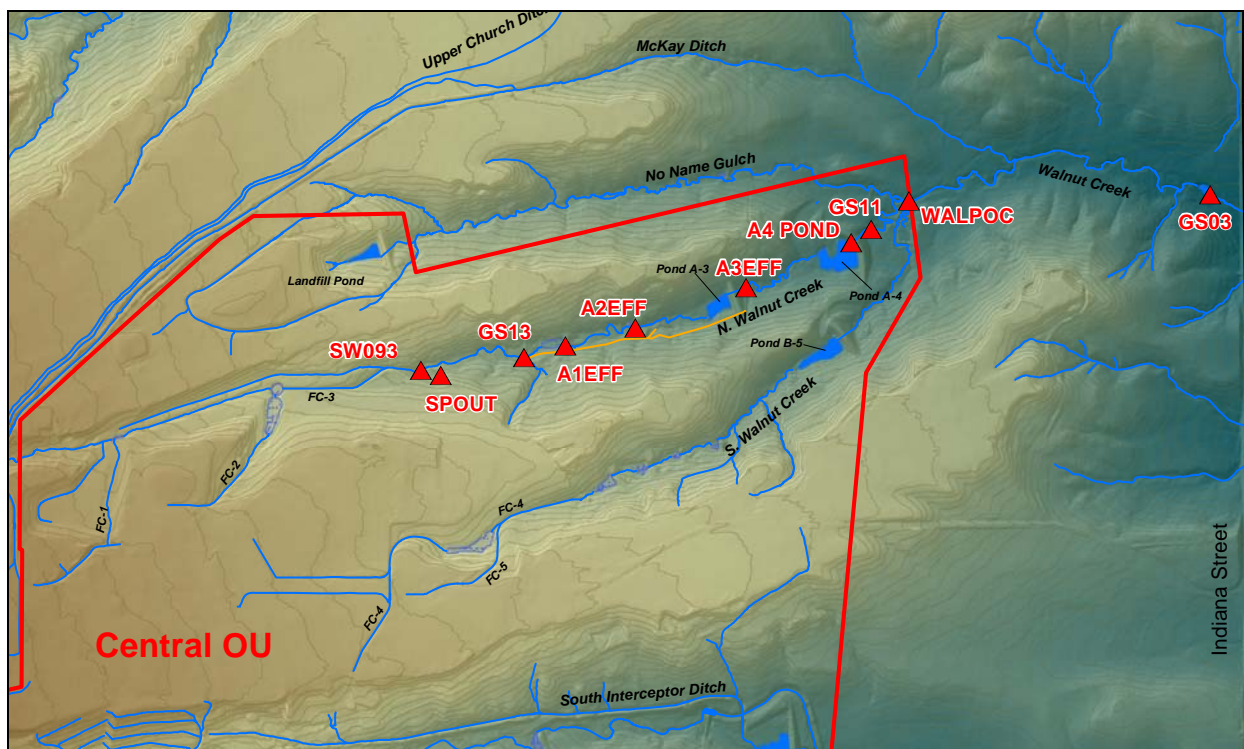 Upper Church Ditch
McKay Ditch
No Name Gulch
Walnut Creek
GS11
WALPOC
GS03
A4 POND
Landfill Pond
Pond A-3
A3EFF
Pond A-4
A2EFF
N. Walnut Creek
GS13
Pond B-5
SW093
A1EFF
FC-3
SPOUT
S. Walnut Creek
FC-2
FC-1
FC-4
FC-5
FC-4
Indiana Street
Central OU
South Interceptor Ditch